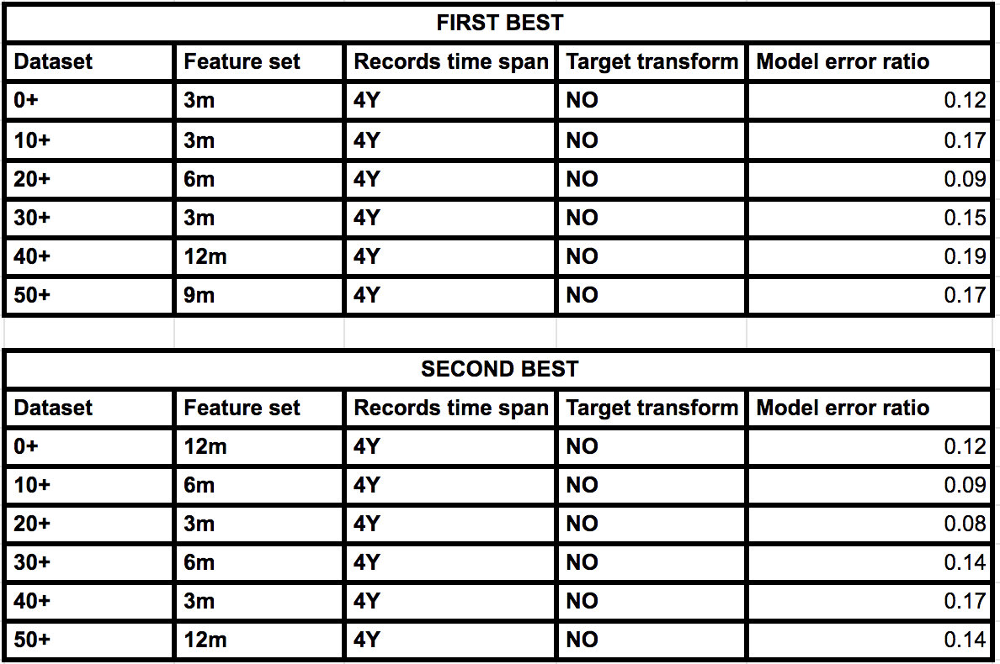 FIRST BEST
Dataset Feature set Records time span Target transform Model error ratio
0+ 3m 4Y NO 0.12
10+ 3m 4Y NO 0.17
20+ 6m 4Y NO 0.09
30+ 3m 4Y NO 0.15
40+ 12m 4Y NO 0.19
50+ 9m 4Y NO 0.17
SECOND BEST
Dataset Feature set Records time span Target transform Model error ratio
0+ 12m 4Y NO 0.12
10+ 6m 4Y NO 0.09
20+ 3m 4Y NO 0.08
30+ 6m 4Y NO 0.14
40+ 3m 4Y NO 0.17
50+ 12m 4Y NO 0.14